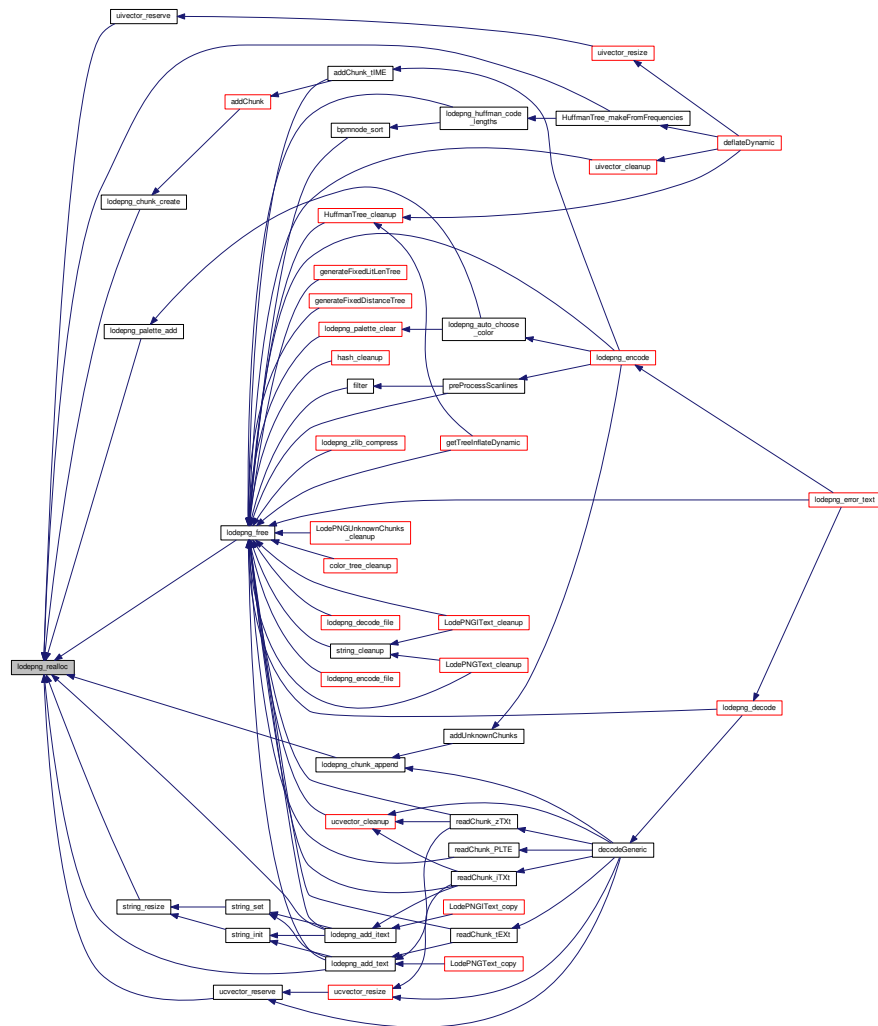 uivector_reserve
uivector_resize
addChunk_tIME
addChunk
lodepng_huffman_code
_lengths
HuffmanTree_makeFromFrequencies
bpmnode_sort
deflateDynamic
uivector_cleanup
lodepng_chunk_create
HuffmanTree_cleanup
generateFixedLitLenTree
generateFixedDistanceTree
lodepng_palette_add
lodepng_palette_clear
lodepng_auto_choose
_color
hash_cleanup
lodepng_encode
filter
preProcessScanlines
lodepng_zlib_compress
getTreeInflateDynamic
lodepng_error_text
lodepng_free
LodePNGUnknownChunks
_cleanup
color_tree_cleanup
lodepng_decode_file
LodePNGIText_cleanup
string_cleanup
lodepng_realloc
LodePNGText_cleanup
lodepng_encode_file
lodepng_decode
addUnknownChunks
lodepng_chunk_append
ucvector_cleanup
readChunk_zTXt
readChunk_PLTE
decodeGeneric
readChunk_iTXt
string_resize
string_set
LodePNGIText_copy
string_init
lodepng_add_itext
readChunk_tEXt
lodepng_add_text
LodePNGText_copy
ucvector_reserve
ucvector_resize